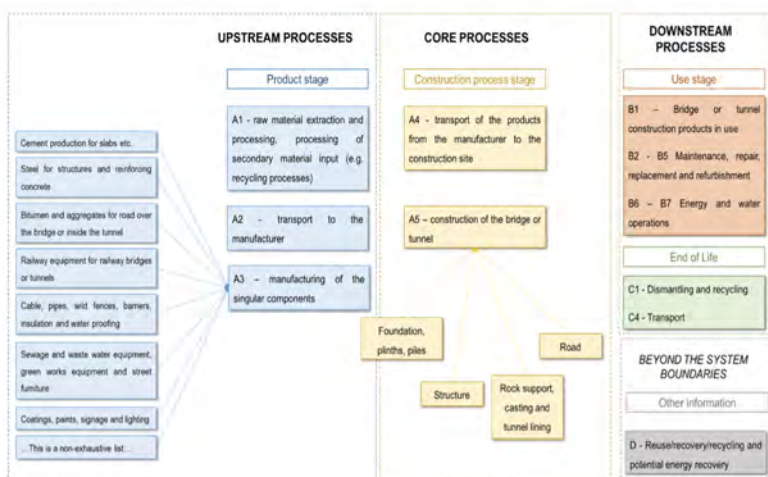 UPSTREAM PROCESSES
Product stage
A1 - raw material extraction and
processing, processing of
secondary material input (e.g.
recycling processes)
A2 - transport to the
manufacturer
A3 – manufacturing of the
singular components
Cement production for slabs etc.
Steel for structures and reinforcing
concrete
Bitumen and aggregates for road over
the bridge or inside the tunnel
Railway equipment for railway bridges
or tunnels
Cable, pipes, wild fences, barriers,
insulation and water proofing
Sewage and waste water equipment,
green works equipment and street
furniture
Coatings, paints, signage and lighting
...This is a non-exhaustive list...
CORE PROCESSES
Construction process stage
A4 - transport of the products
from the manufacturer to the
construction site
A5 – construction of the bridge or
tunnel
Foundation,
plinths, piles
Structure
Rock support,
casting and
tunnel lining
Road
DOWNSTREAM
PROCESSES
Use stage
B1 – Bridge or tunnel
construction products in use
B2 - B5 Maintenance, repair,
replacement and refurbishment
B6 – B7 Energy and water
operations
End of Life
C1 - Dismantling and recycling
C4 - Transport
BEYOND THE SYSTEM
BOUNDARIES
Other information
D - Reuse/recovery/recycling and
potential energy recovery